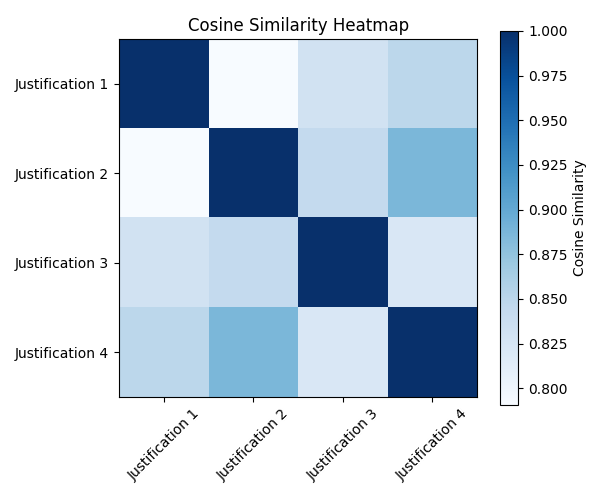 Cosine Similarity Heatmap
Justification 1
Justification 2
Justification 3
Justification 4
Justification 1
Justification 2
Justification 3
Justification 4
1.000
0.975
0.950
0.925
0.900
0.875
0.850
0.825
0.800
Cosine Similarity